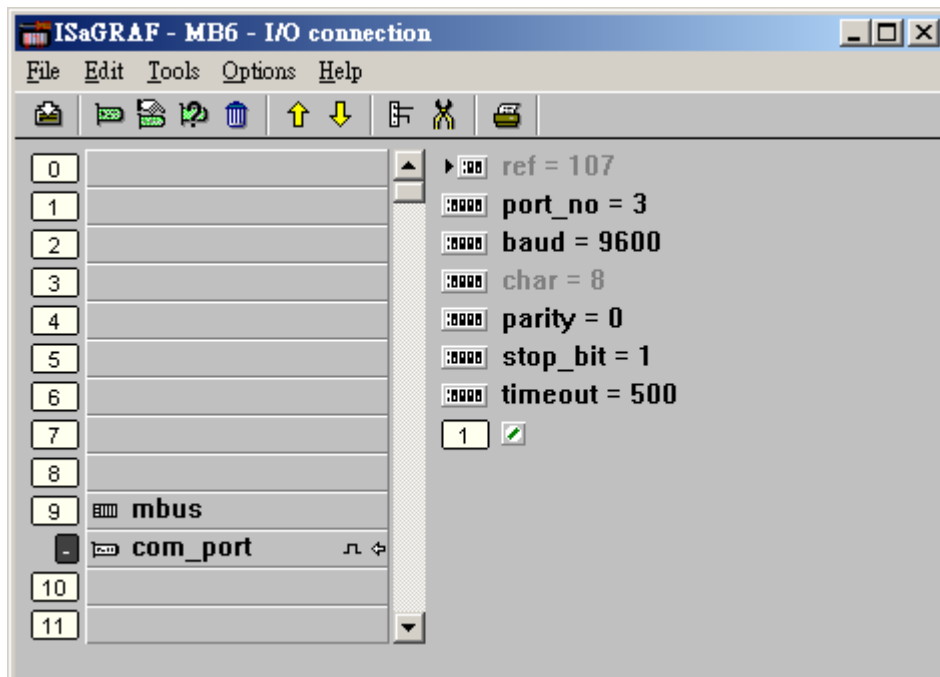 ISaGRAF - MB6 - I/O connection
File Edit Tools Options Help
0
1
2
3
4
5
6
7
8
9 mbus
- com_port
10
11
ref = 107
port_no = 3
baud = 9600
char = 8
parity = 0
stop_bit = 1
timeout = 500
1